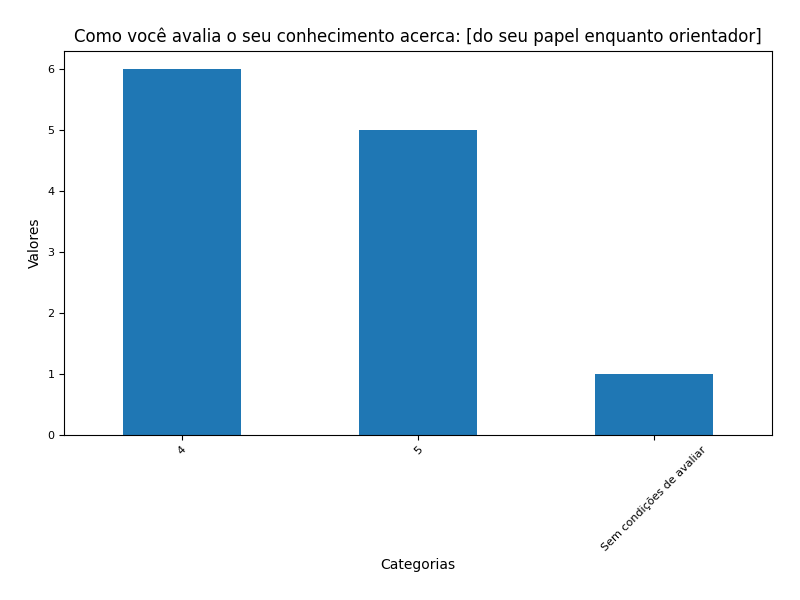 Como você avalia o seu conhecimento acerca: [do seu papel enquanto orientador]
6
5
4
3
2
1
0
Valores
4
5
Sem condições de avaliar
Categorias